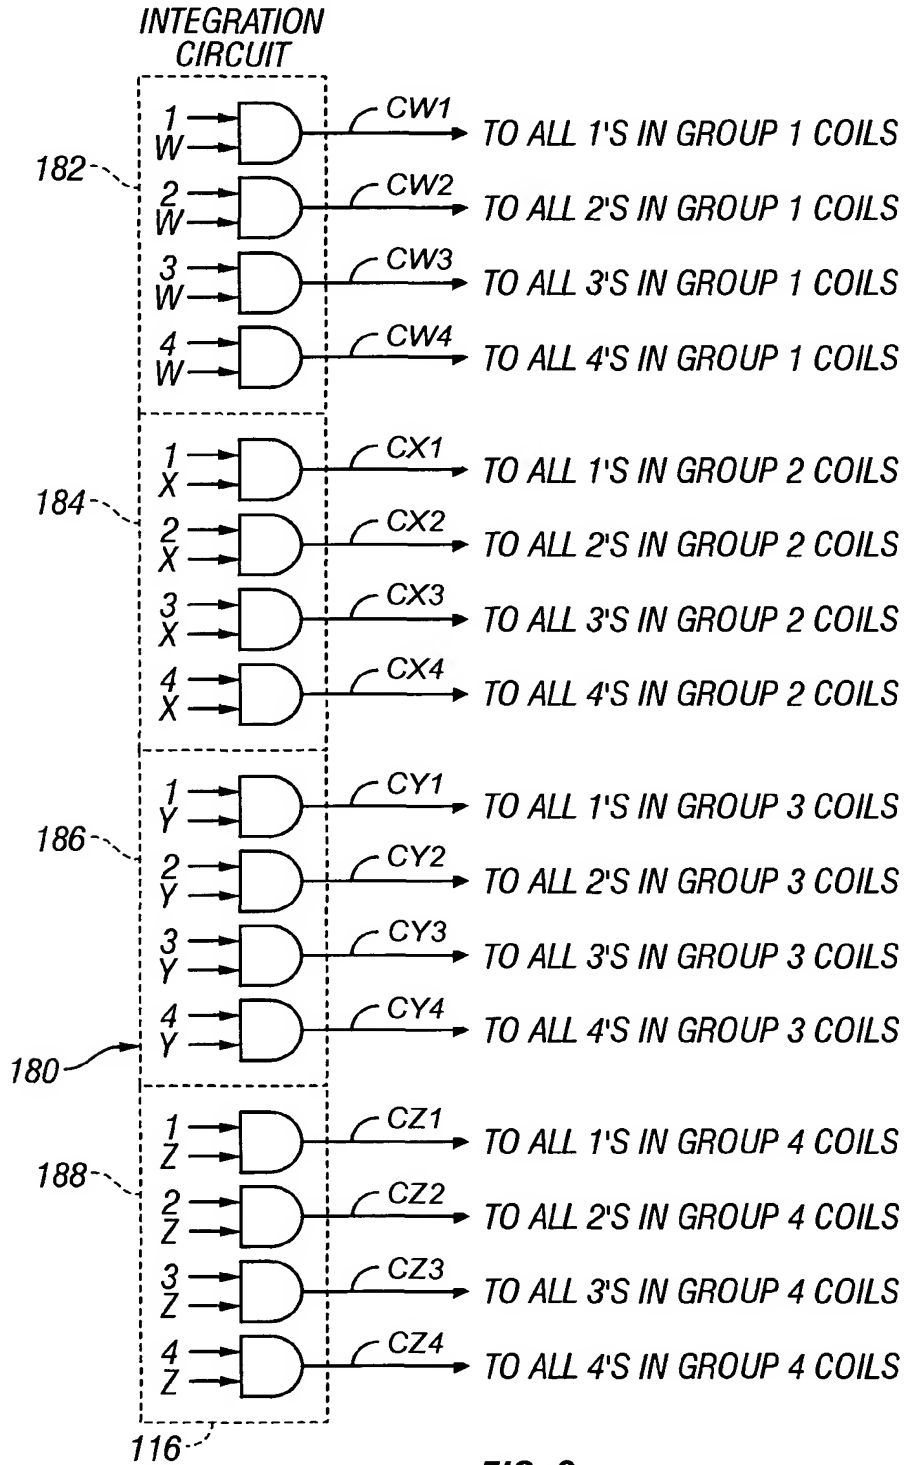 INTEGRATION
CIRCUIT
182
1
W
CW1
TO ALL 1'S IN GROUP 1 COILS
2
W
CW2
TO ALL 2'S IN GROUP 1 COILS
3
W
CW3
TO ALL 3'S IN GROUP 1 COILS
4
W
CW4
TO ALL 4'S IN GROUP 1 COILS
184
1
X
CX1
TO ALL 1'S IN GROUP 2 COILS
2
X
CX2
TO ALL 2'S IN GROUP 2 COILS
3
X
CX3
TO ALL 3'S IN GROUP 2 COILS
4
X
CX4
TO ALL 4'S IN GROUP 2 COILS
186
1
Y
CY1
TO ALL 1'S IN GROUP 3 COILS
2
Y
CY2
TO ALL 2'S IN GROUP 3 COILS
3
Y
CY3
TO ALL 3'S IN GROUP 3 COILS
4
Y
CY4
TO ALL 4'S IN GROUP 3 COILS
180
188
1
Z
CZ1
TO ALL 1'S IN GROUP 4 COILS
2
Z
CZ2
TO ALL 2'S IN GROUP 4 COILS
3
Z
CZ3
TO ALL 3'S IN GROUP 4 COILS
4
Z
CZ4
TO ALL 4'S IN GROUP 4 COILS
116